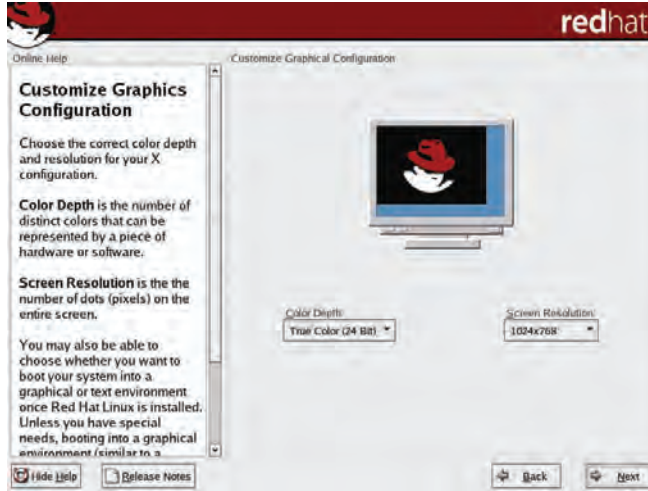 redhat
Online Help
Customize Graphics
Configuration
Choose the correct color depth
and resolution for your X
configuration.
Color Depth is the number of
distinct colors that can be
represented by a piece of
hardware or software.
Screen Resolution is the the
number of dots (pixels) on the
entire screen.
You may also be able to
choose whether you want to
boot your system into a
graphical or text environment
once Red Hat Linux is installed.
Unless you have special
needs, booting into a graphical
environment (similar to a
Customize Graphical Configuration
Color Depth:
True Color (24 Bit)
Screen Resolution:
1024x768
Hide Help
Release Notes
Back
Next